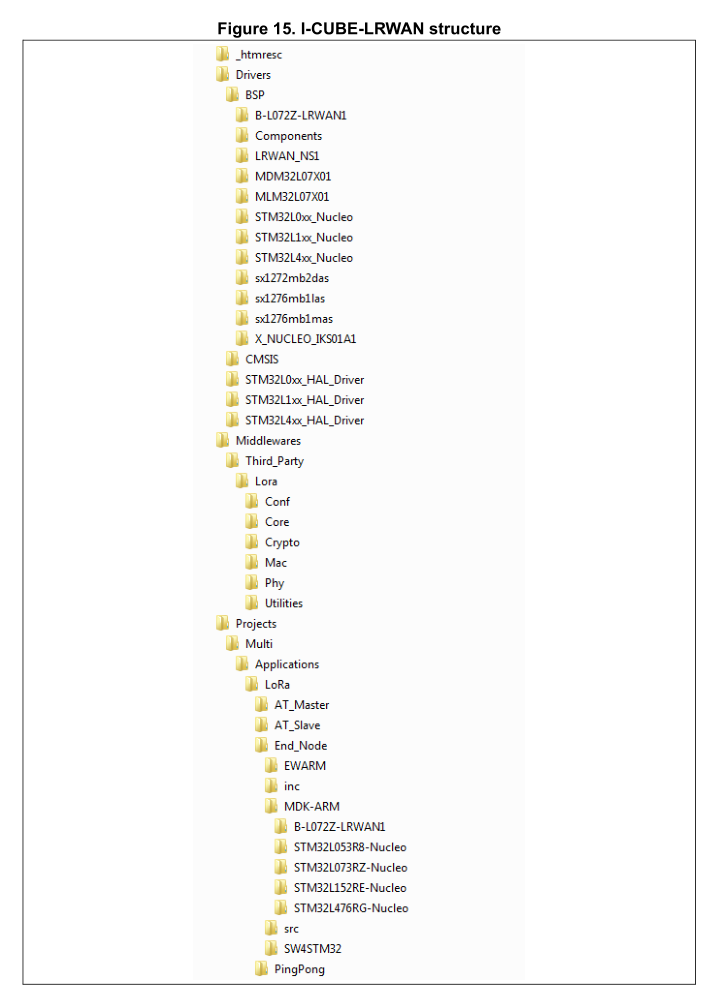 Figure 15. I-CUBE-LRWAN structure
_htmresc
Drivers
BSP
B-L072Z-LRWAN1
Components
LRWAN_NS1
MDM32L07X01
MLM32L07X01
STM32L0xx_Nucleo
STM32L1xx_Nucleo
STM32L4xx_Nucleo
sx1272mb2das
sx1276mb1las
sx1276mb1mas
X_NUCLEO_IKS01A1
CMSIS
STM32L0xx_HAL_Driver
STM32L1xx_HAL_Driver
STM32L4xx_HAL_Driver
Middlewares
Third_Party
Lora
Conf
Core
Crypto
Mac
Phy
Utilities
Projects
Multi
Applications
LoRa
AT_Master
AT_Slave
End_Node
EWARM
inc
MDK-ARM
B-L072Z-LRWAN1
STM32L053R8-Nucleo
STM32L073RZ-Nucleo
STM32L152RE-Nucleo
STM32L476RG-Nucleo
src
SW4STM32
PingPong